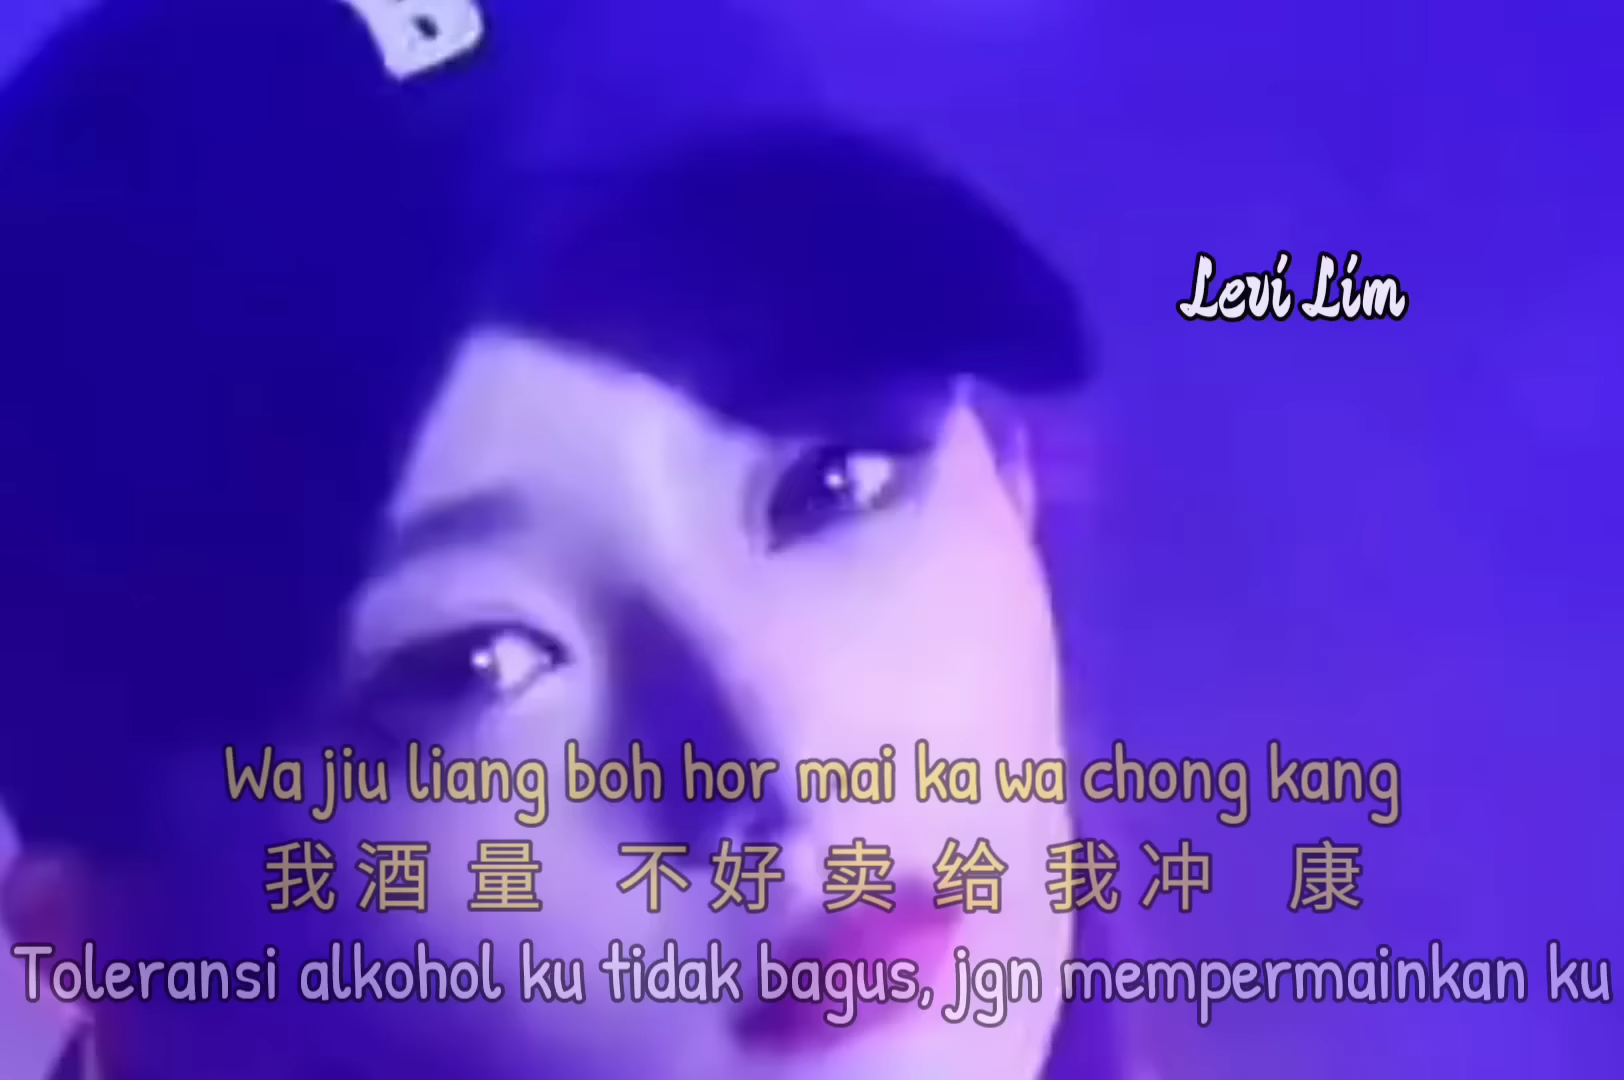 Levi Lim
Wa jiu liang boh hor mai ka wa chong kang
我酒 量 不好 卖 给 我冲 康
Toleransi alkohol ku tidak bagus, jgn mempermainkan ku